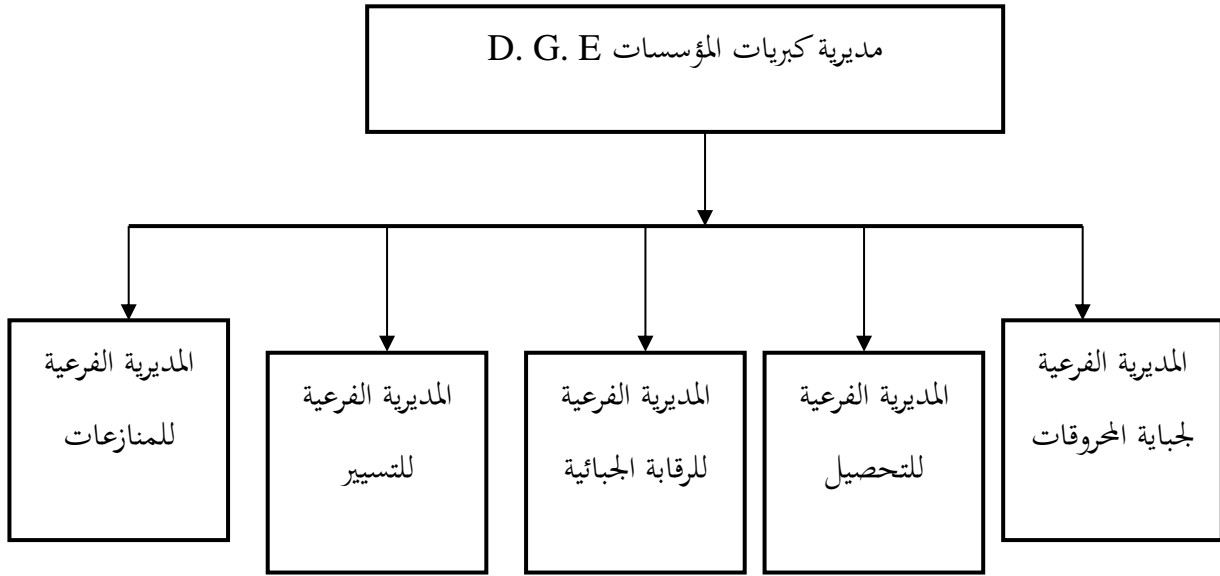 مديرية كبريات المؤسسات D. G. E
المديرية الفرعية
لجباية المحروقات
المديرية الفرعية
للتحصيل
المديرية الفرعية
للرقابة الجبائية
المديرية الفرعية
للتسيير
المديرية الفرعية
للمنازعات